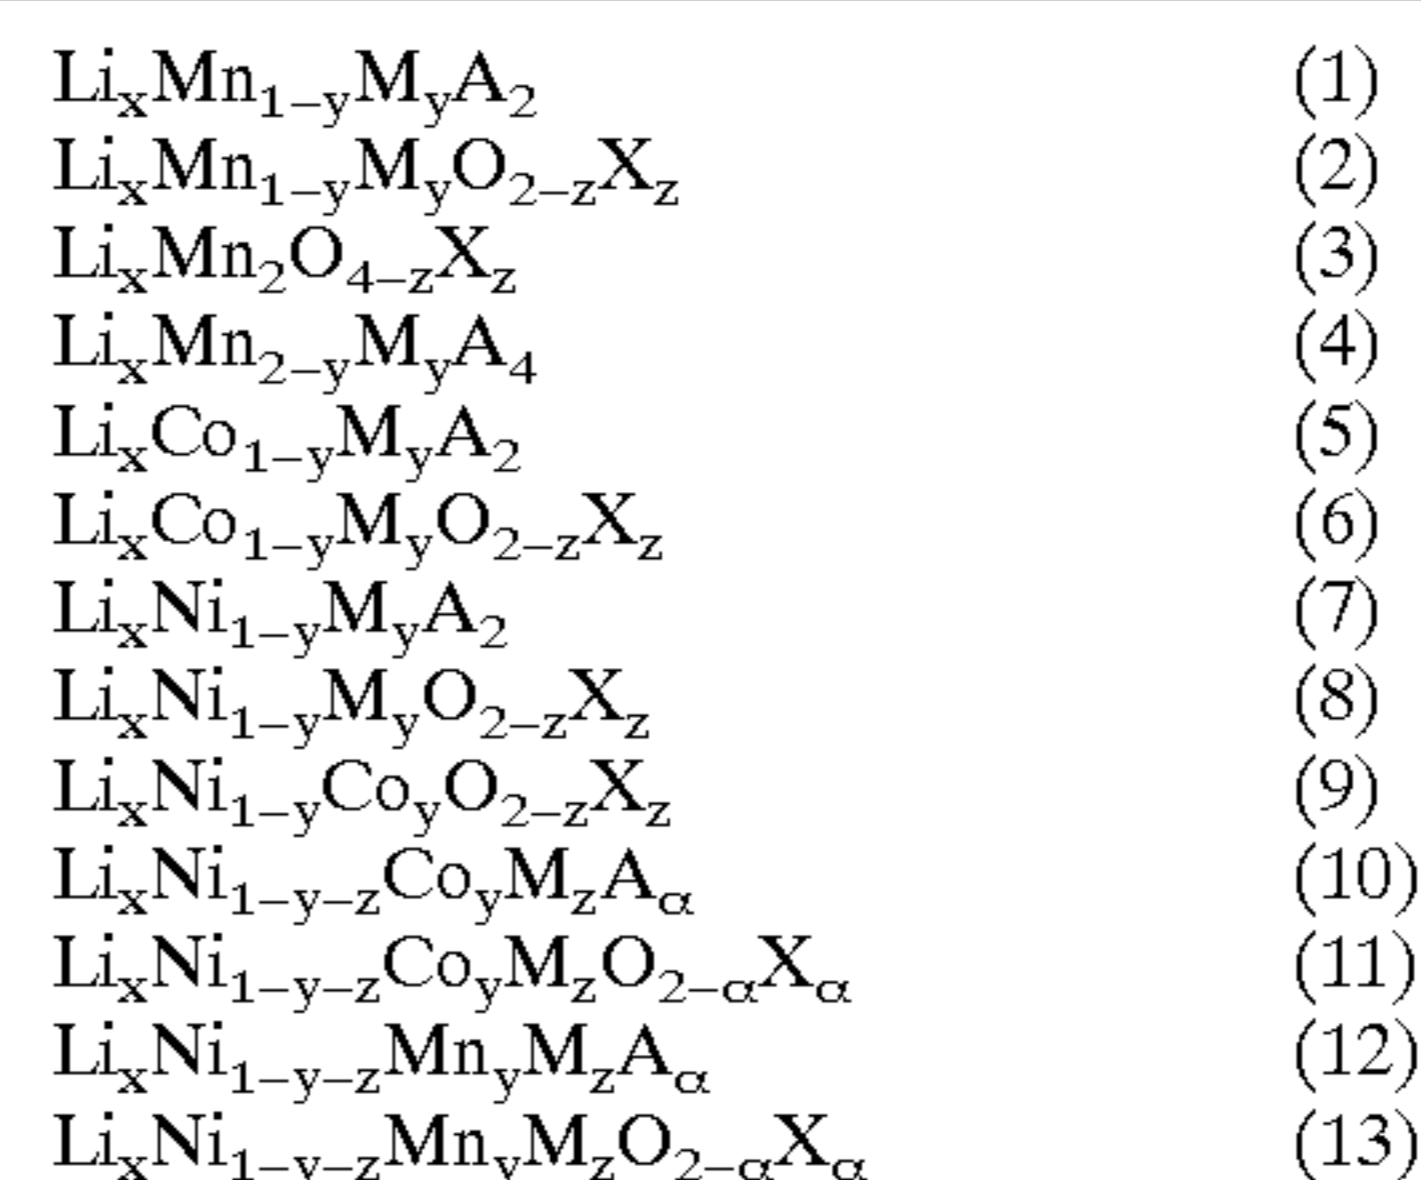 LiₓMn₁₋yMyA₂ (1)
LiₓMn₁₋yMyO₂₋zXz (2)
LiₓMn₂O₄₋zXz (3)
LiₓMn₂₋yMyA₄ (4)
LiₓCo₁₋yMyA₂ (5)
LiₓCo₁₋yMyO₂₋zXz (6)
LiₓNi₁₋yMyA₂ (7)
LiₓNi₁₋yMyO₂₋zXz (8)
LiₓNi₁₋yCoyO₂₋zXz (9)
LiₓNi₁₋y₋zCoyMzAα (10)
LiₓNi₁₋y₋zCoyMzO₂₋αXα (11)
LiₓNi₁₋y₋zMnyMzAα (12)
LiₓNi₁₋y₋zMnyMzO₂₋αXα (13)